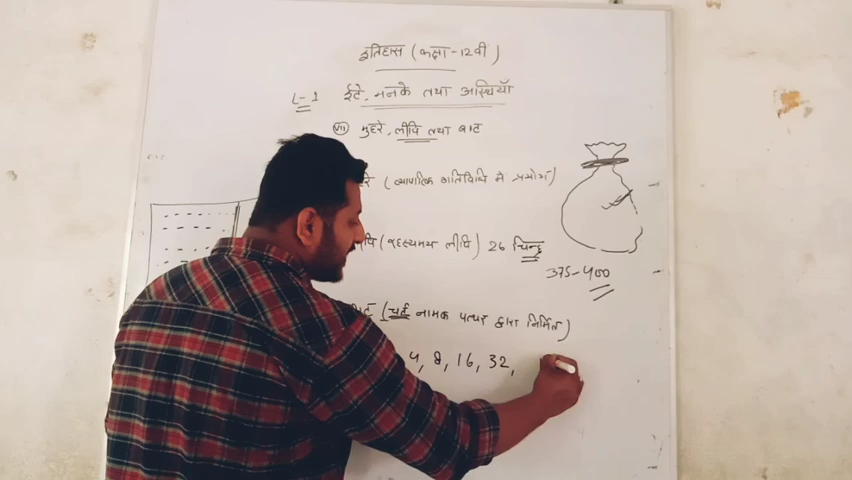 इतिहास (कक्षा - 12वी)
L-1 ईटे, मनके तथा अस्थियाँ
VII मुहरे, लीपि तथा बाट
रे (व्यापारिक गतिविधि मे प्रयोग)
पि (रहस्यमय लीपि) 26 चिन्ह
375-400
(चर्ट नामक पत्थर द्वारा निर्मित)
4, 8, 16, 32,